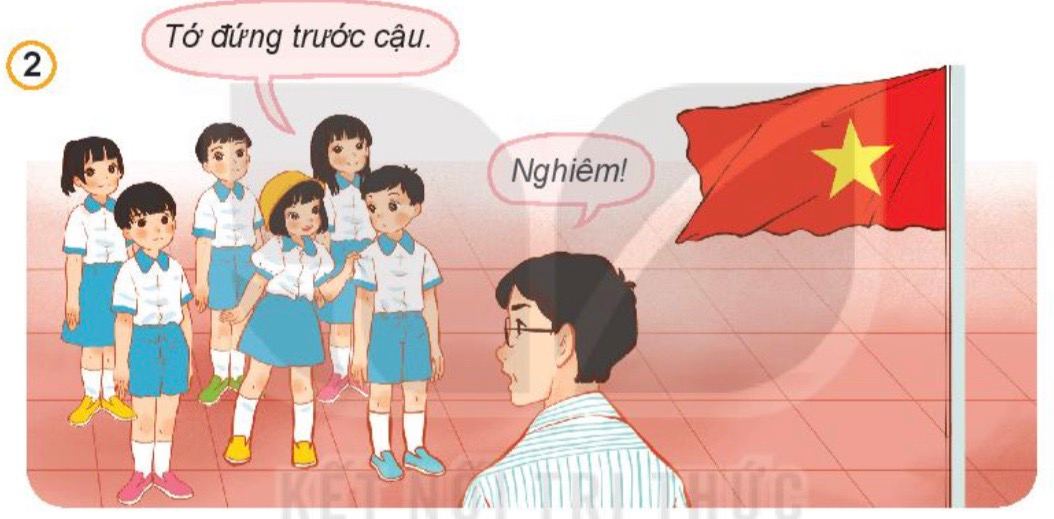 Tớ đứng trước cậu.
2
Nghiêm!
KẾT NỐI TRI THỨC